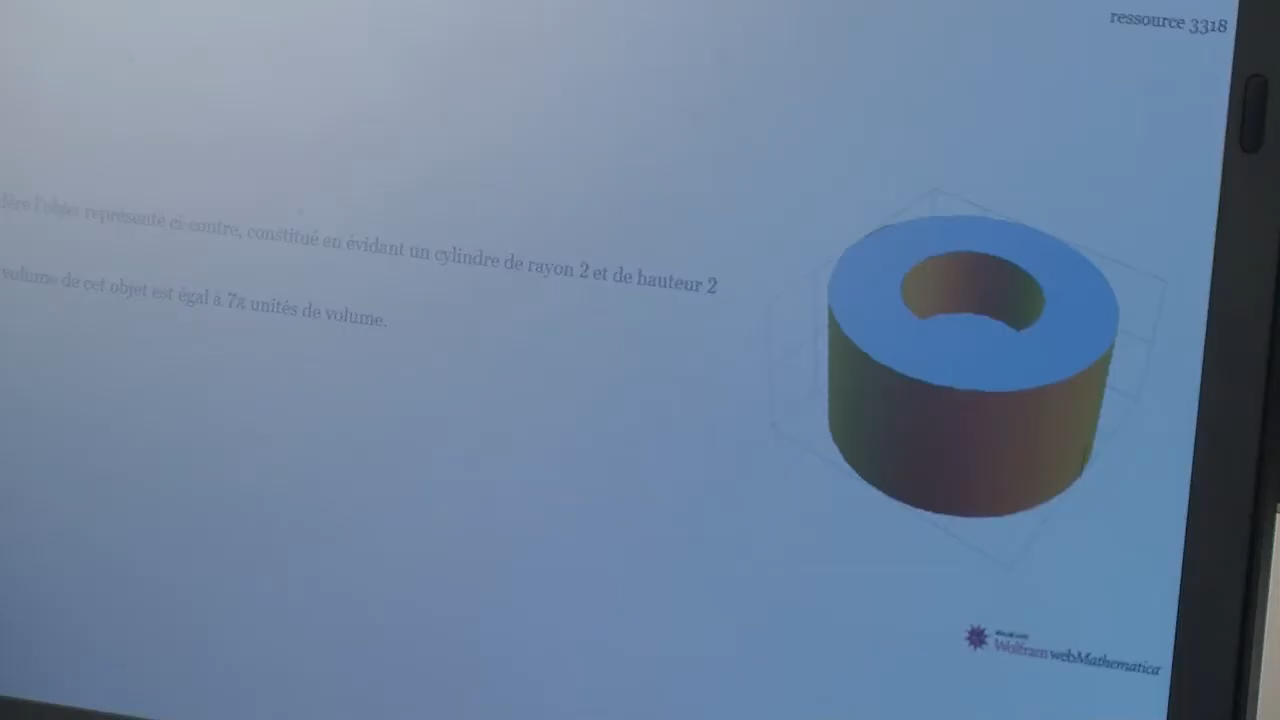 ressource 3318
représenté ci-contre, constitué en évidant un cylindre de rayon 2 et de hauteur 2
volume de cet objet est égal à 7π unités de volume.
Wolfram webMathematica